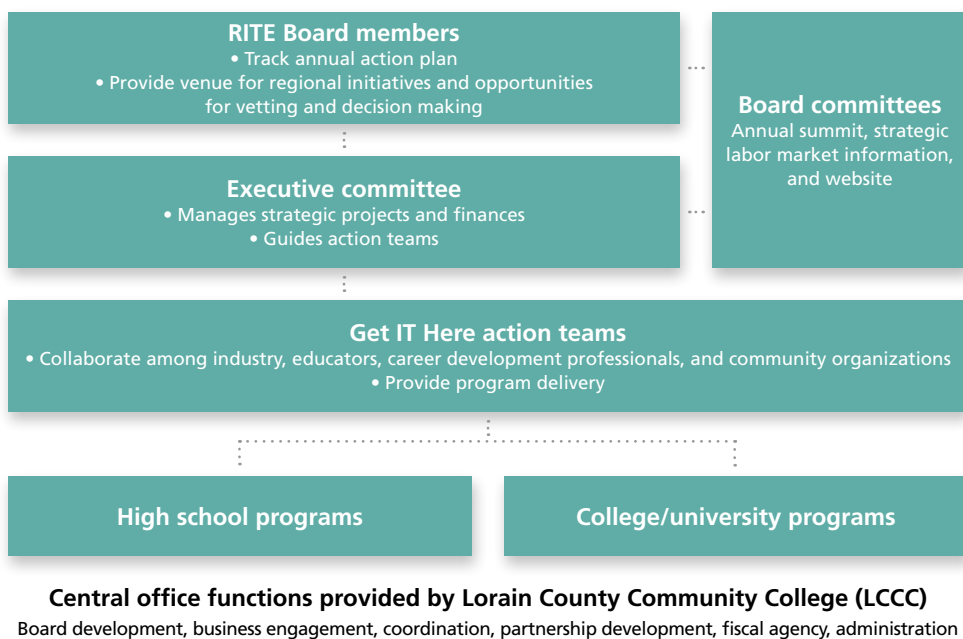 RITE Board members
• Track annual action plan
• Provide venue for regional initiatives and opportunities
for vetting and decision making
Board committees
Annual summit, strategic
labor market information,
and website
Executive committee
• Manages strategic projects and finances
• Guides action teams
Get IT Here action teams
• Collaborate among industry, educators, career development professionals, and community organizations
• Provide program delivery
High school programs
College/university programs
Central office functions provided by Lorain County Community College (LCCC)
Board development, business engagement, coordination, partnership development, fiscal agency, administration